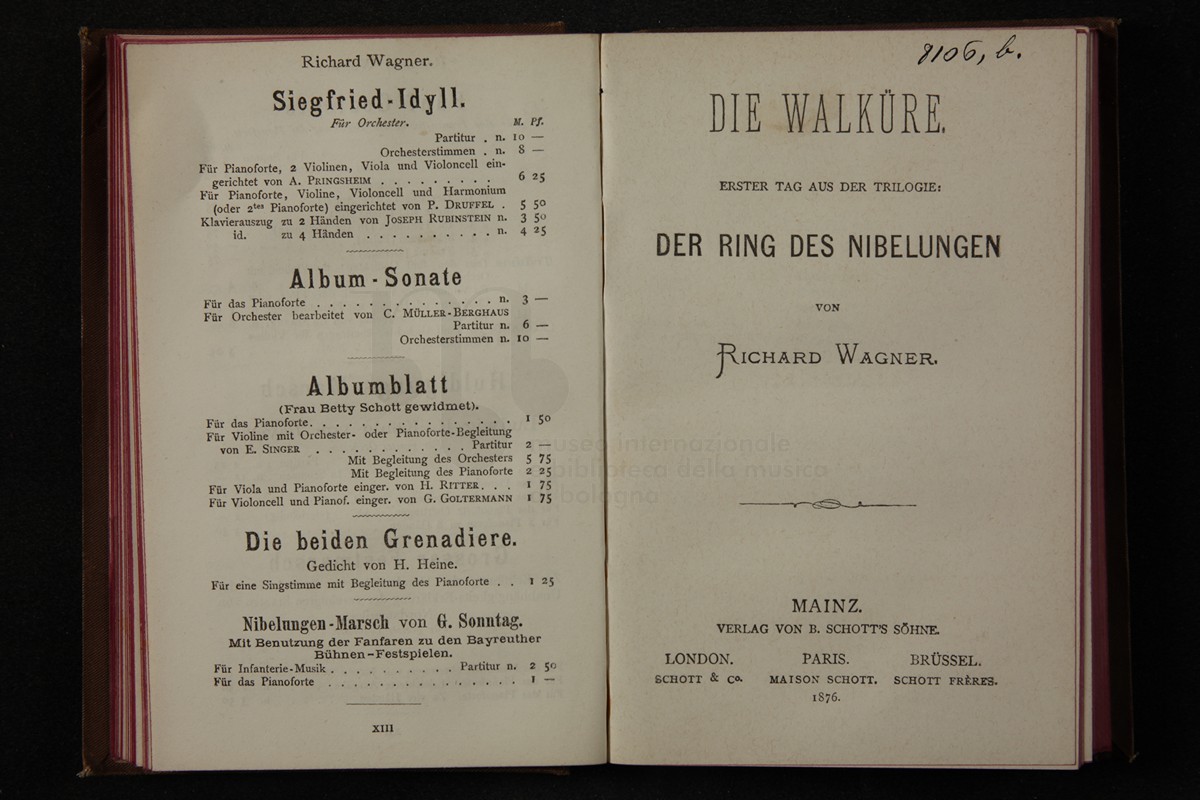 Richard Wagner.
Siegfried-Idyll.
Für Orchester. M. Pf.
Partitur . n. 10 —
Orchesterstimmen . n. 8 —
Für Pianoforte, 2 Violinen, Viola und Violoncell ein-
gerichtet von A. PRINGSHEIM . . . . . . . . . 6 25
Für Pianoforte, Violine, Violoncell und Harmonium
(oder 2tes Pianoforte) eingerichtet von P. DRUFFEL . 5 50
Klavierauszug zu 2 Händen von JOSEPH RUBINSTEIN n. 3 50
id. zu 4 Händen . . . . . . . . . . n. 4 25
Album-Sonate
Für das Pianoforte . . . . . . . . . . . . . . n. 3 —
Für Orchester bearbeitet von C. MÜLLER-BERGHAUS
Partitur n. 6 —
Orchesterstimmen n. 10 —
Albumblatt
(Frau Betty Schott gewidmet).
Für das Pianoforte. . . . . . . . . . . . . . . . 1 50
Für Violine mit Orchester- oder Pianoforte-Begleitung
von E. SINGER . . . . . . . . . . . . Partitur 2 —
Mit Begleitung des Orchesters 5 75
Mit Begleitung des Pianoforte 2 25
Für Viola und Pianoforte einger. von H. RITTER. . . 1 75
Für Violoncell und Pianof. einger. von G. GOLTERMANN 1 75
Die beiden Grenadiere.
Gedicht von H. Heine.
Für eine Singstimme mit Begleitung des Pianoforte . . 1 25
Nibelungen-Marsch von G. Sonntag.
Mit Benutzung der Fanfaren zu den Bayreuther
Bühnen-Festspielen.
Für Infanterie-Musik . . . . . . . . . . Partitur n. 2 50
Für das Pianoforte . . . . . . . . . . . . . . . 1 —
XIII
8106, b.
DIE WALKÜRE.
ERSTER TAG AUS DER TRILOGIE:
DER RING DES NIBELUNGEN
VON
RICHARD WAGNER.
museo internazionale
biblioteca della musica
bologna
MAINZ.
VERLAG VON B. SCHOTT'S SÖHNE.
LONDON. PARIS. BRÜSSEL.
SCHOTT & Co. MAISON SCHOTT. SCHOTT FRÈRES.
1876.